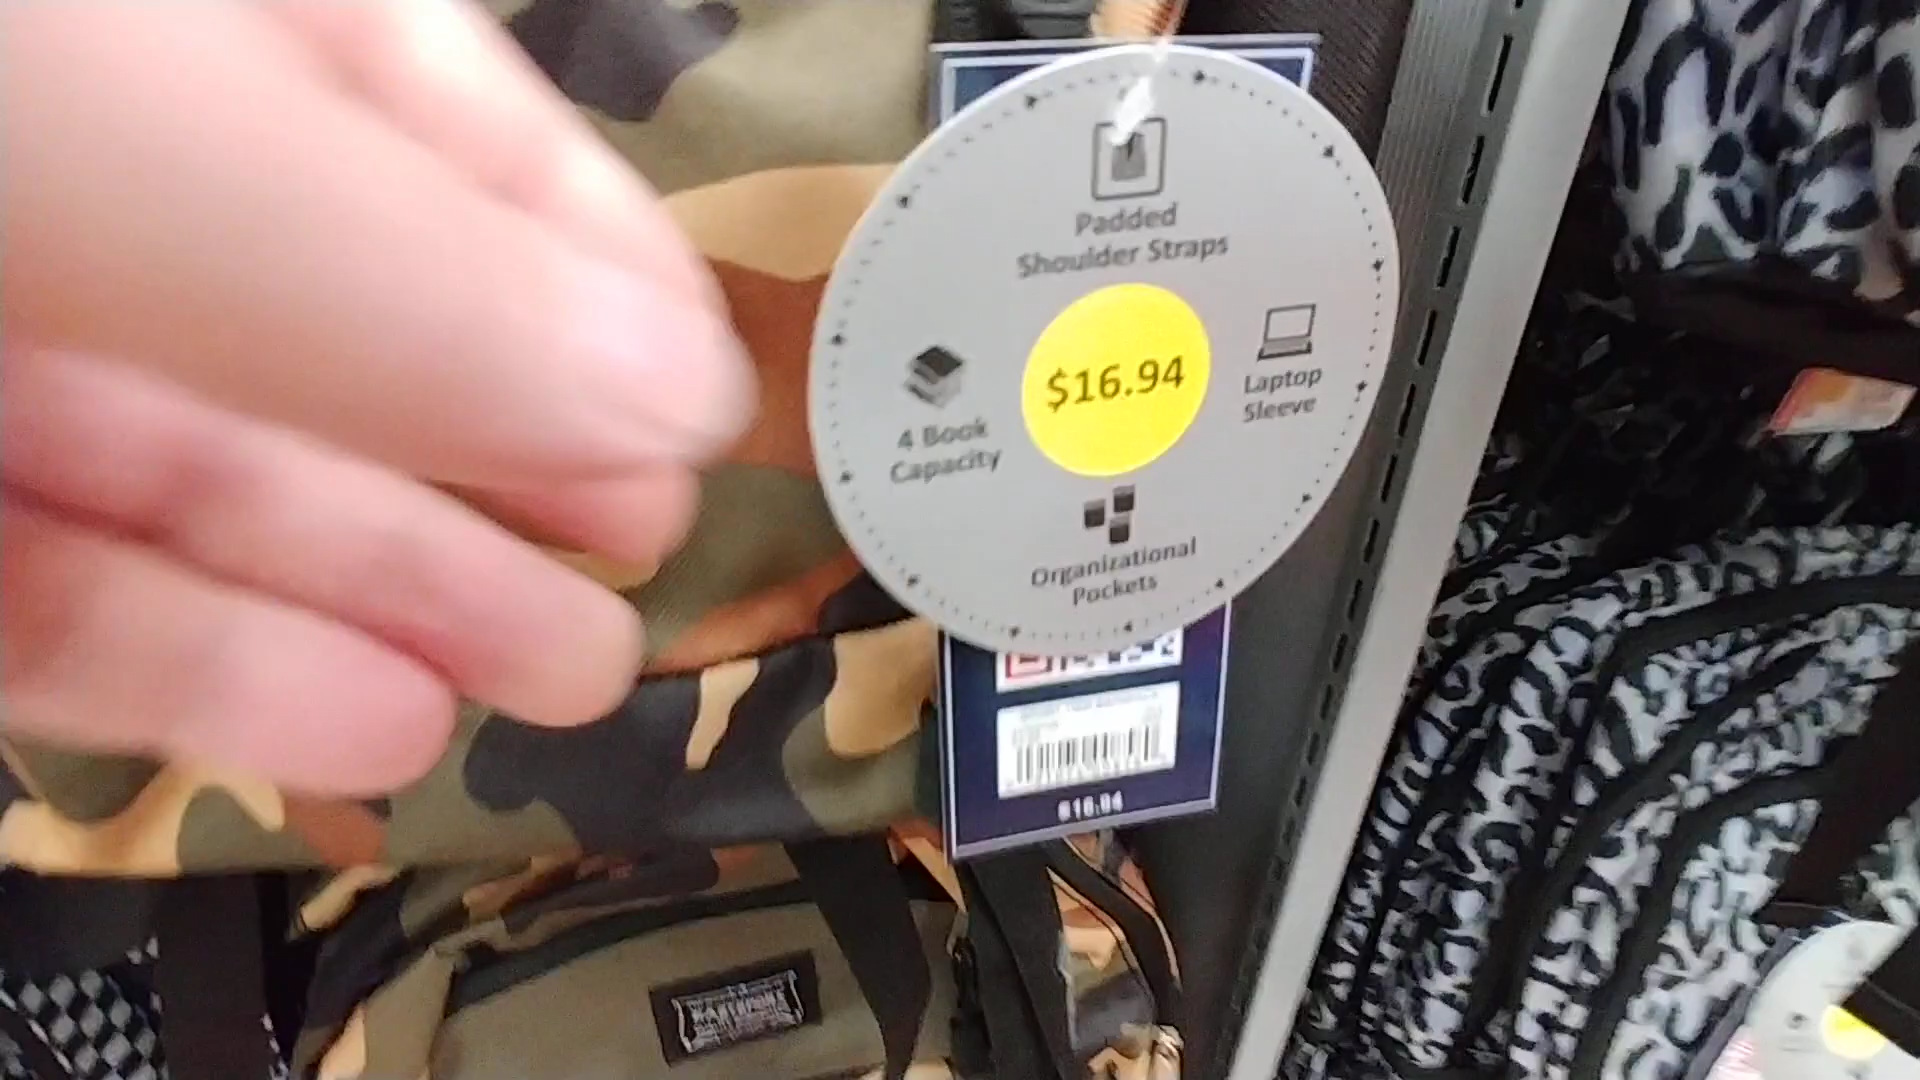 Padded
Shoulder Straps
$16.94
Laptop
Sleeve
4 Book
Capacity
Organizational
Pockets
$16.94